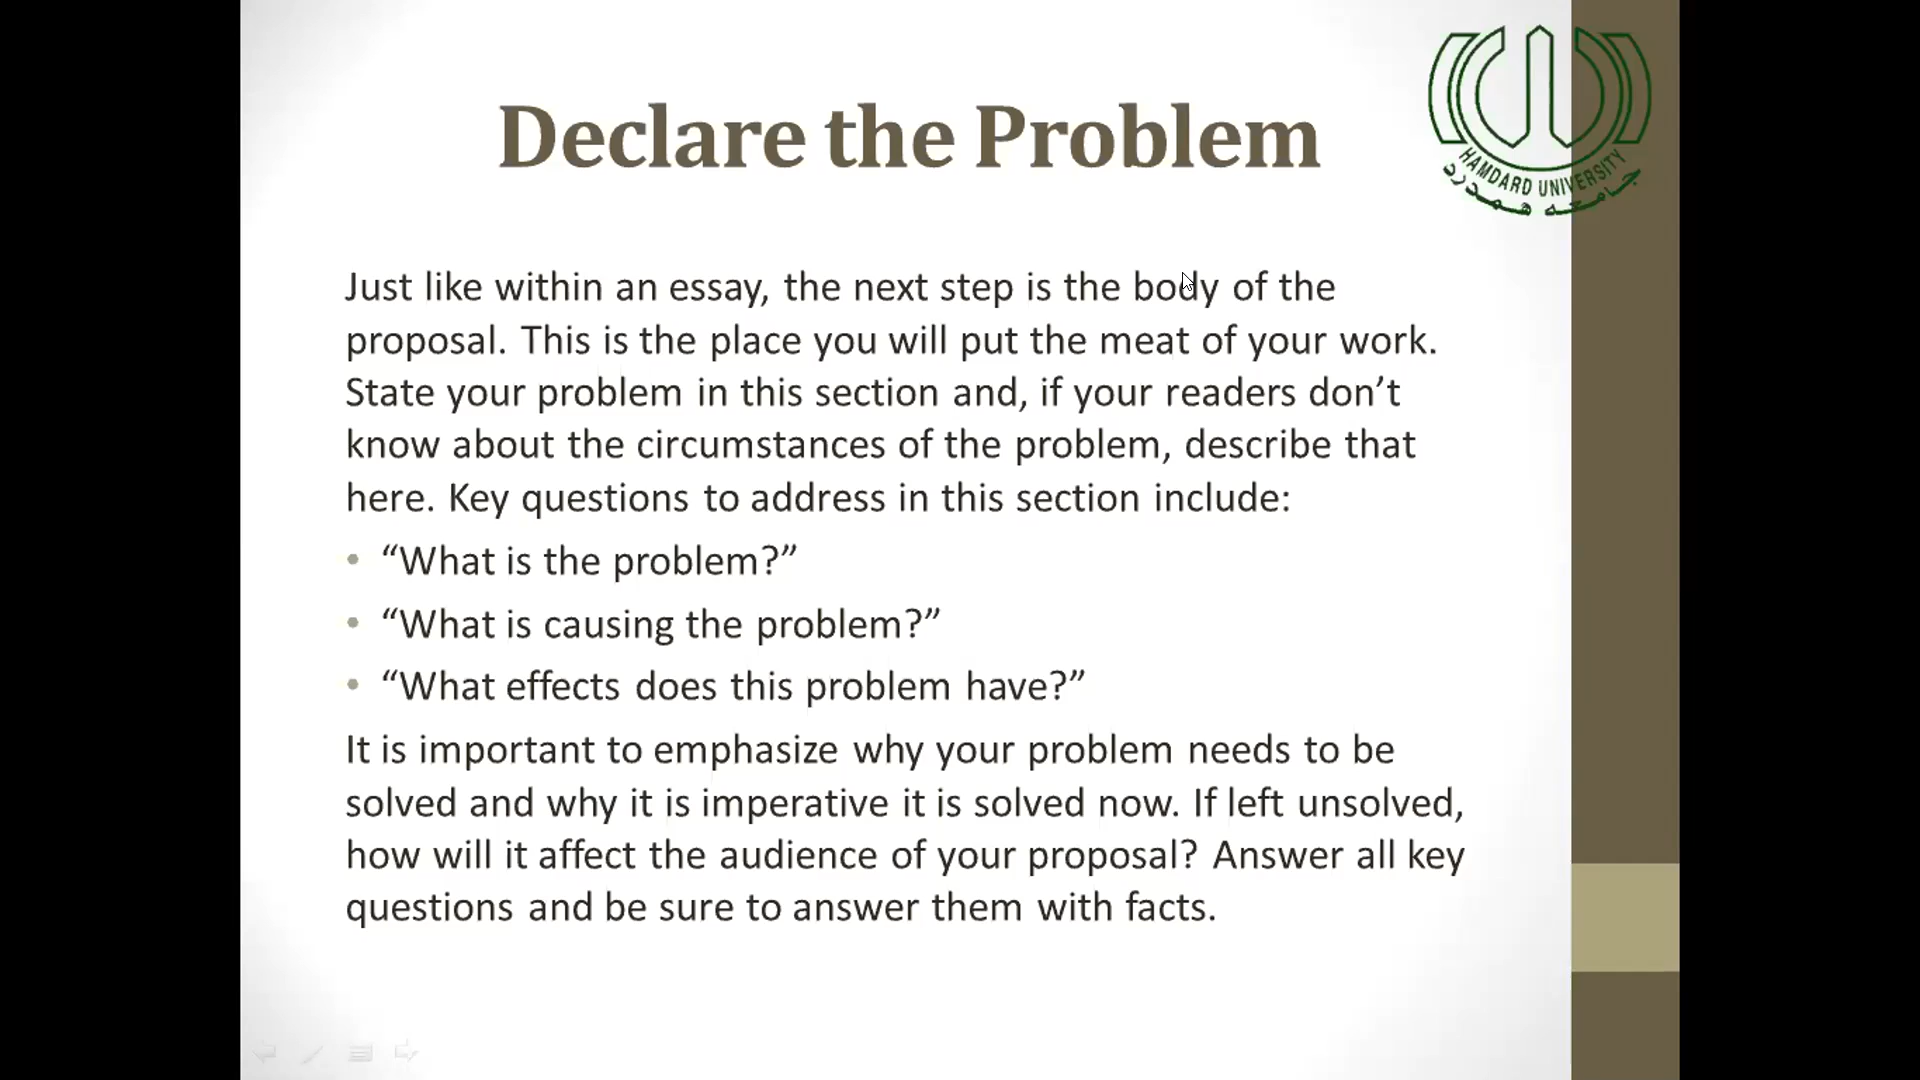 Declare the Problem
HAMDARD UNIVERSITY
جامعه همدرد
Just like within an essay, the next step is the body of the
proposal. This is the place you will put the meat of your work.
State your problem in this section and, if your readers don’t
know about the circumstances of the problem, describe that
here. Key questions to address in this section include:
• “What is the problem?”
• “What is causing the problem?”
• “What effects does this problem have?”
It is important to emphasize why your problem needs to be
solved and why it is imperative it is solved now. If left unsolved,
how will it affect the audience of your proposal? Answer all key
questions and be sure to answer them with facts.